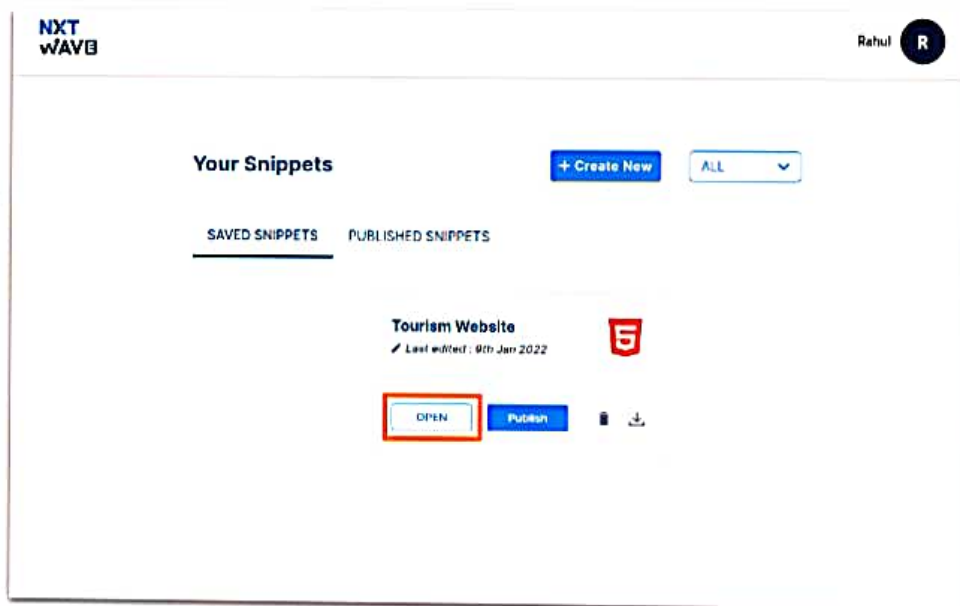 NXT
WAVE
Rahul
R
Your Snippets
+ Create New
ALL
SAVED SNIPPETS
PUBLISHED SNIPPETS
Tourism Website
Last edited : 9th Jan 2022
5
OPEN
Publish